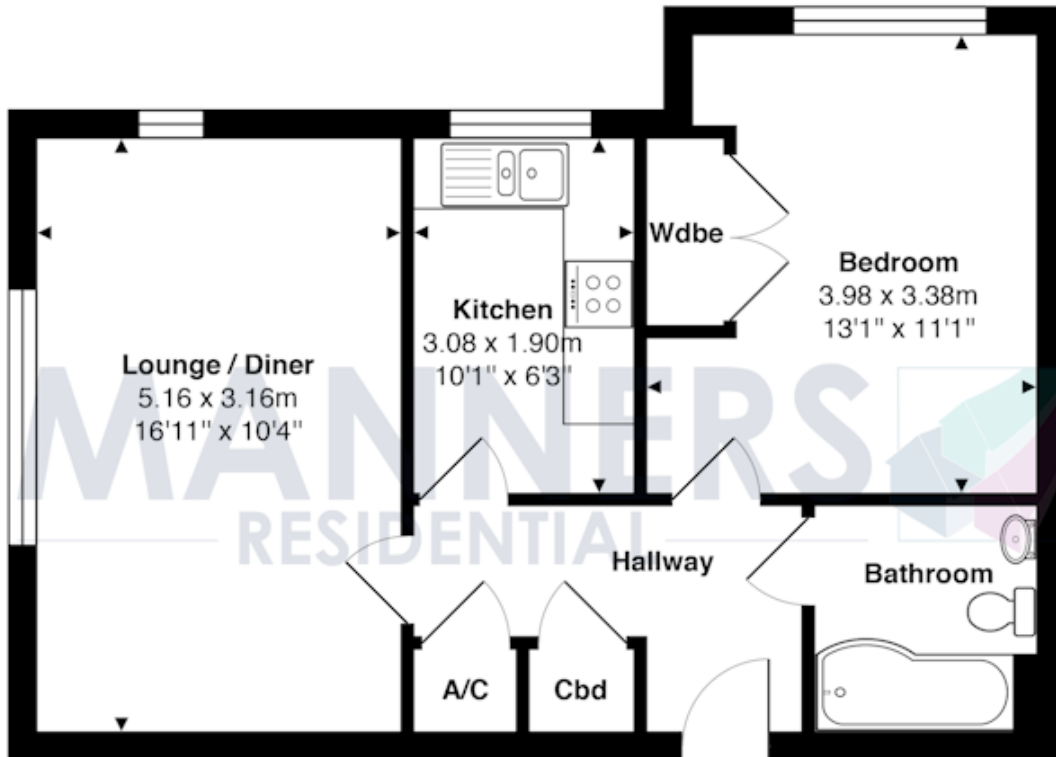 Wdbe
Bedroom
3.98 x 3.38m
13'1" x 11'1"
Kitchen
3.08 x 1.90m
10'1" x 6'3"
Lounge / Diner
5.16 x 3.16m
16'11" x 10'4"
MANNERS
RESIDENTIAL
Hallway
Bathroom
A/C
Cbd